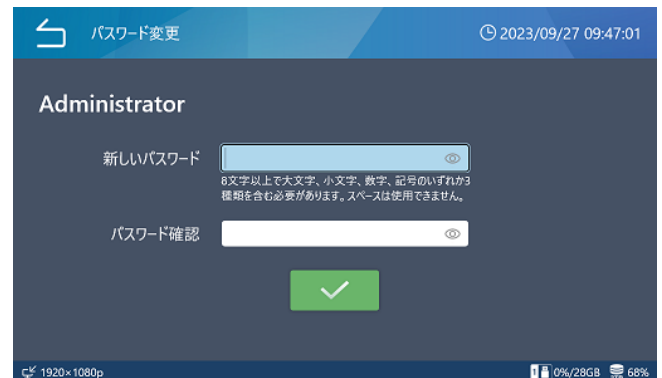 パスワード変更
2023/09/27 09:47:01
Administrator
新しいパスワード
8文字以上で大文字、小文字、数字、記号のいずれか3
種類を含む必要があります。スペースは使用できません。
パスワード確認
1920×1080p
1 0%/28GB 68%